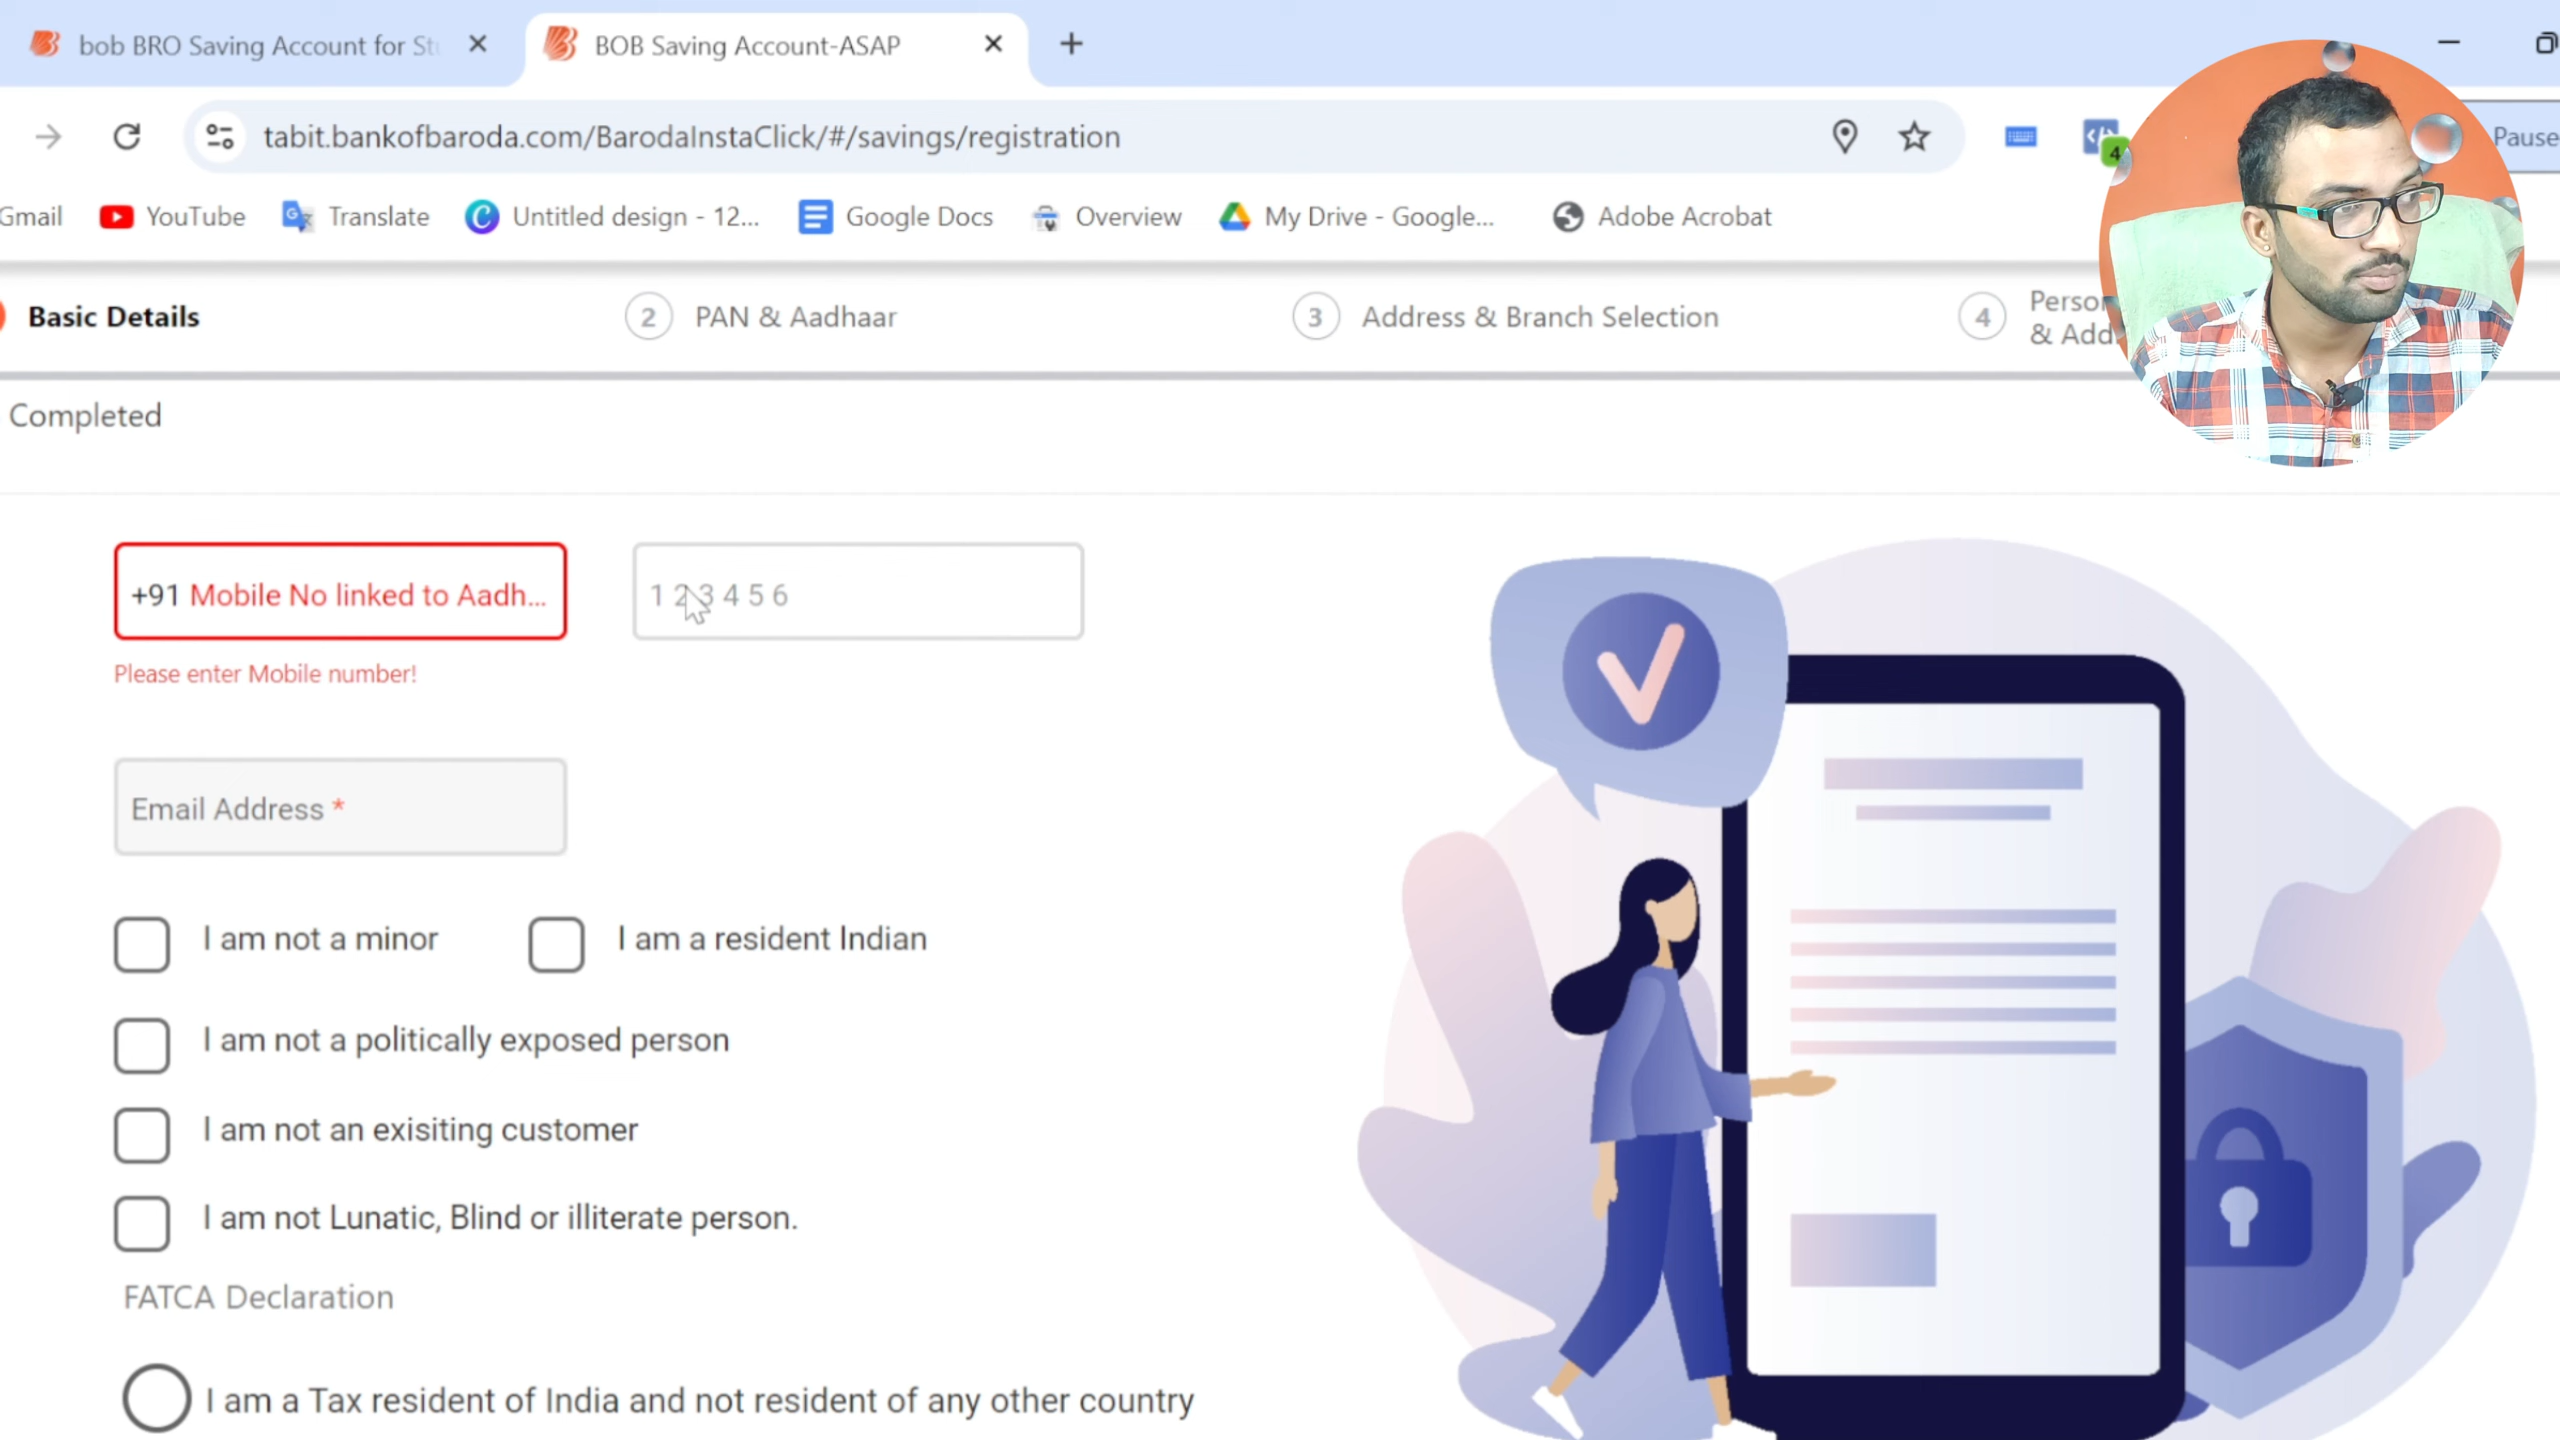 bob BRO Saving Account for Stu
BOB Saving Account-ASAP
tabit.bankofbaroda.com/BarodaInstaClick/#/savings/registration
4
Pause
Gmail
YouTube
Translate
Untitled design - 12...
Google Docs
Overview
My Drive - Google...
Adobe Acrobat
Basic Details
2 PAN & Aadhaar
3 Address & Branch Selection
4 Person
& Add.
Completed
+91 Mobile No linked to Aadh...
1 2 3 4 5 6
Please enter Mobile number!
Email Address *
I am not a minor
I am a resident Indian
I am not a politically exposed person
I am not an exisiting customer
I am not Lunatic, Blind or illiterate person.
FATCA Declaration
I am a Tax resident of India and not resident of any other country